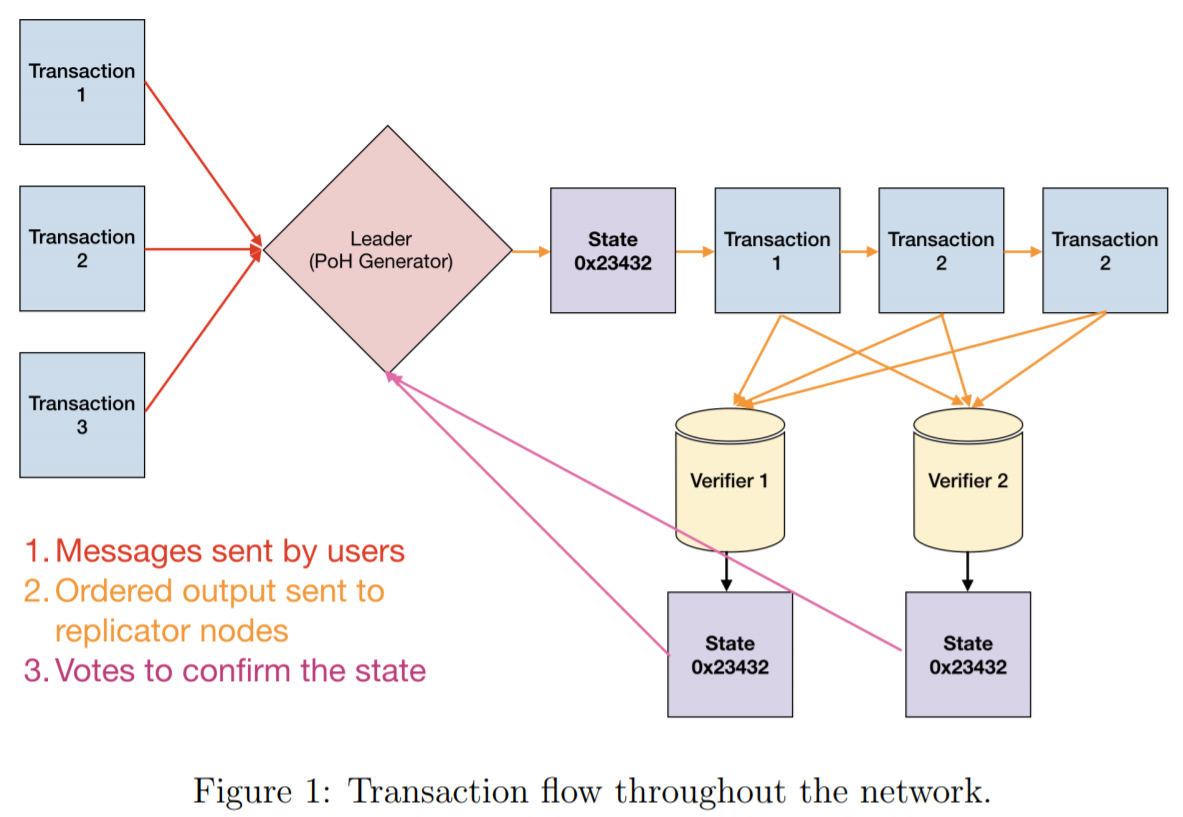 Transaction
1
Transaction
2
Transaction
3
Leader
(PoH Generator)
State
0x23432
Transaction
1
Transaction
2
Transaction
2
Verifier 1
Verifier 2
State
0x23432
State
0x23432
1. Messages sent by users
2. Ordered output sent to
replicator nodes
3. Votes to confirm the state
Figure 1: Transaction flow throughout the network.